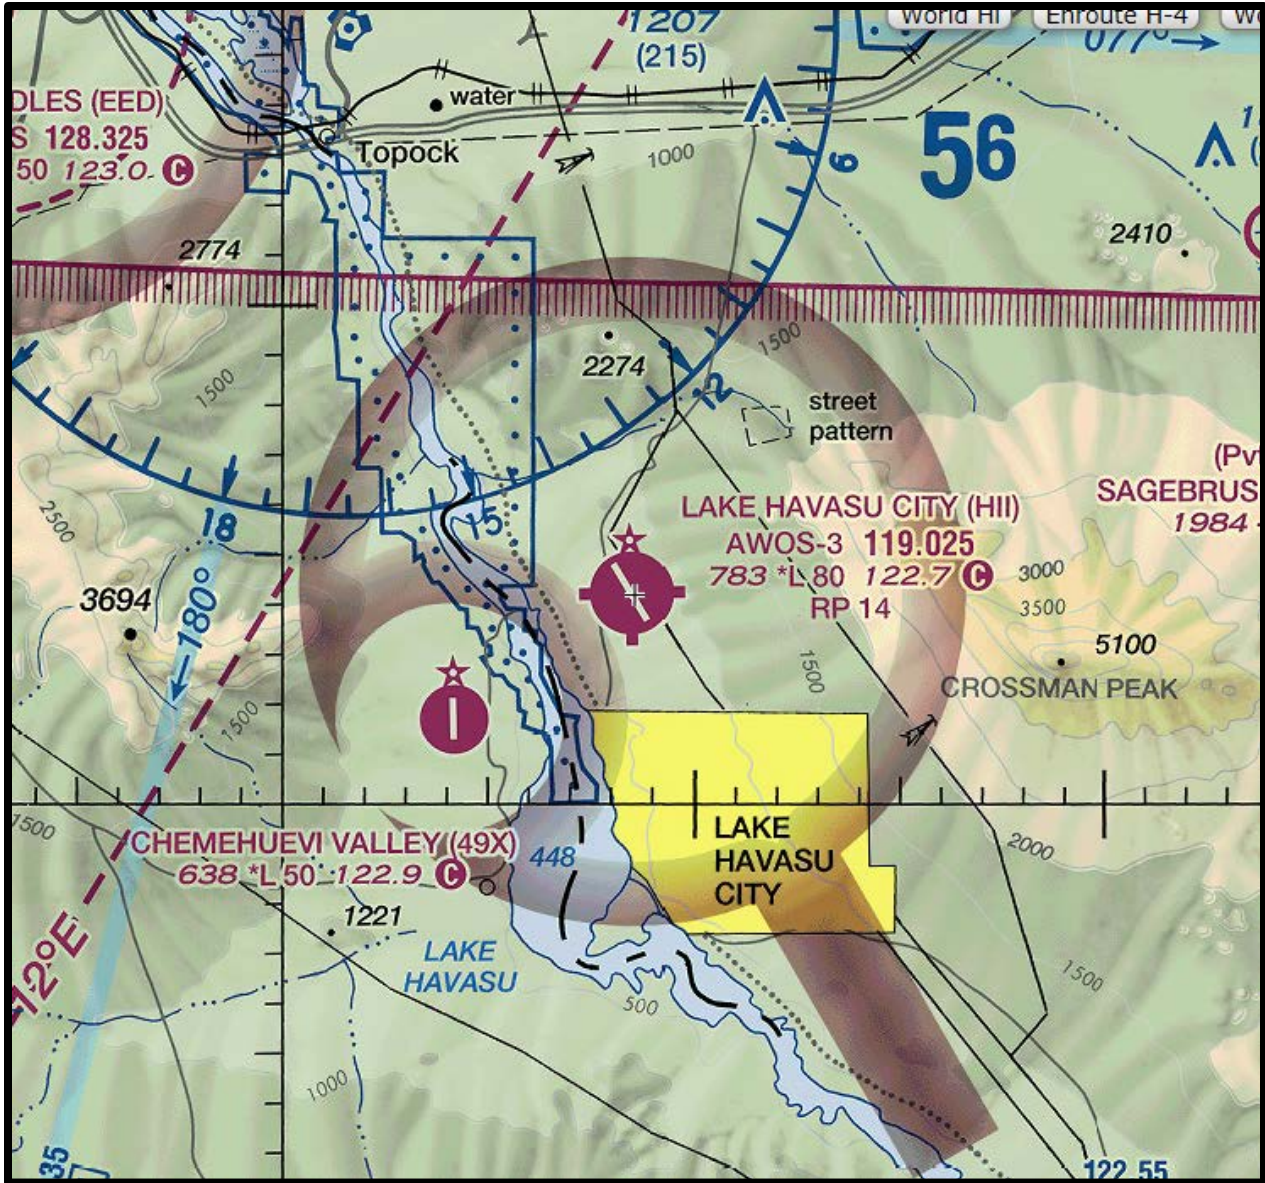 World Hi
Enroute H-4
1207
(215)
077°
DLES (EED)
S 128.325
50 123.0 C
water
Topock
1000
6
56
2410
2774
2274
1500
12
street
pattern
1500
(Pv
SAGEBRUS
1984 -
2500
18
15
LAKE HAVASU CITY (HII)
AWOS-3 119.025
783 *L 80 122.7 C
RP 14
3000
3500
3694
180°
5100
CROSSMAN PEAK
1500
1500
1500
CHEMEHUEVI VALLEY (49X)
638 *L 50 122.9 C
448
LAKE
HAVASU
CITY
2000
1221
12°E
LAKE
HAVASU
500
1500
1000
35
122.55